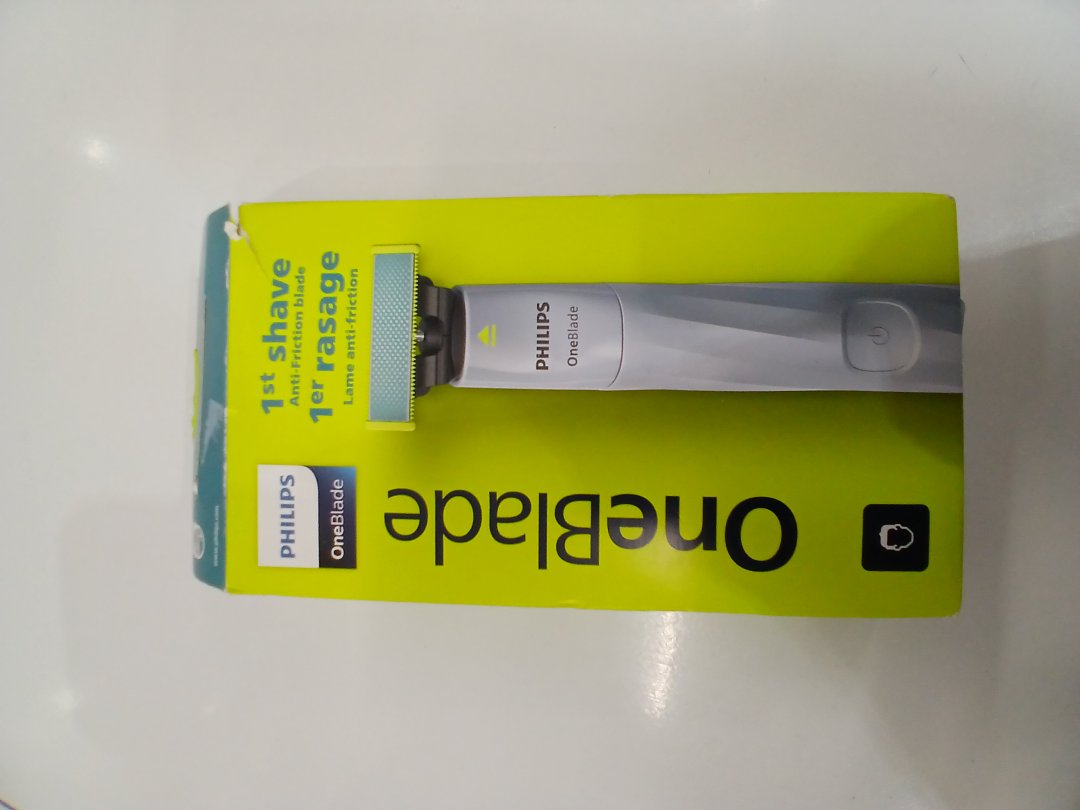 1st shave
Anti-Friction blade
1er rasage
Lame anti-friction
PHILIPS
OneBlade
PHILIPS
OneBlade
OneBlade